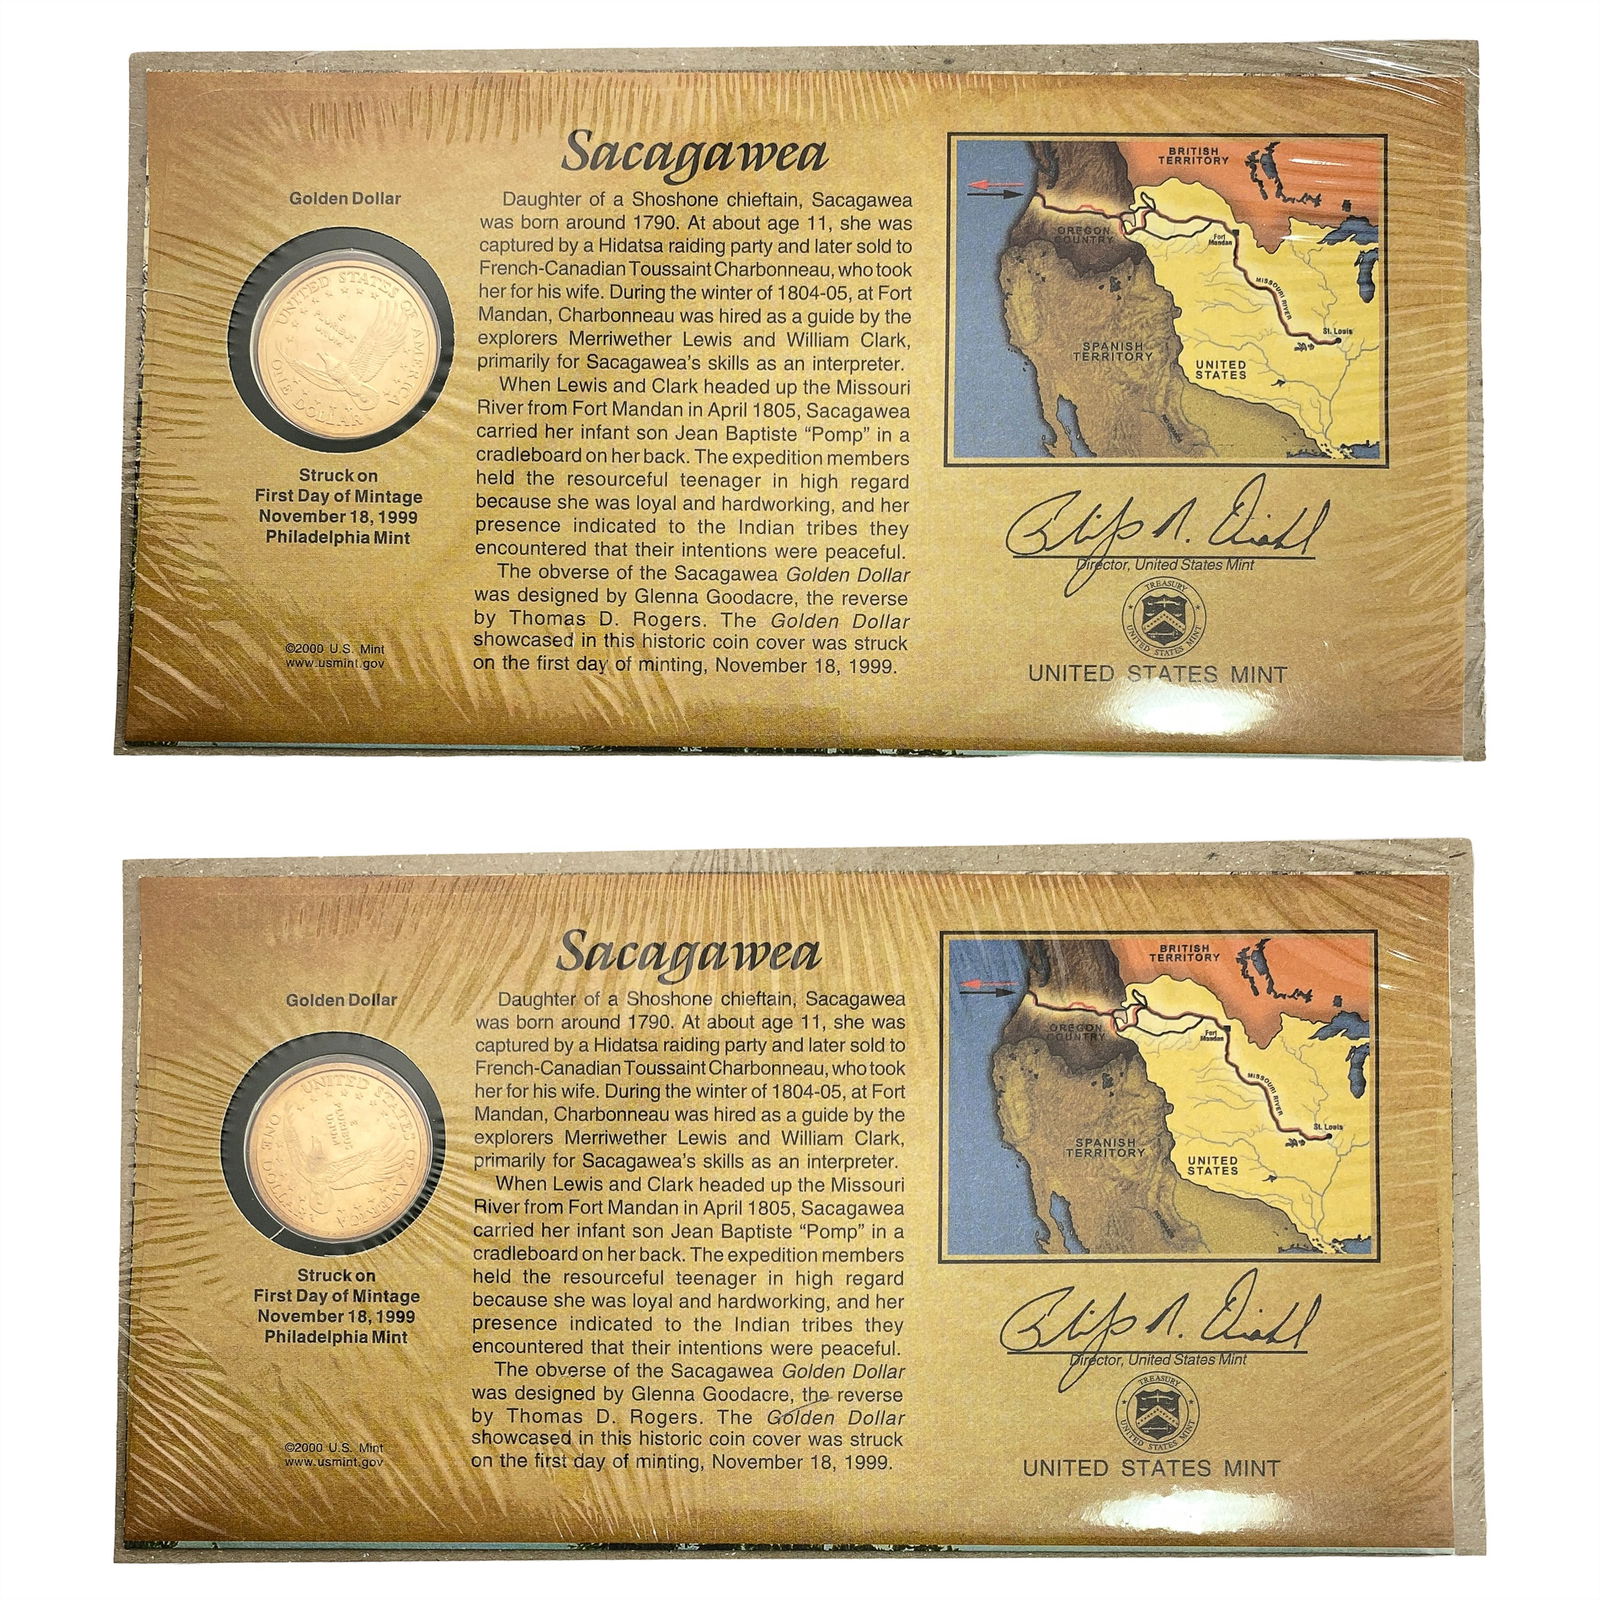 Sacagawea
Golden Dollar
UNITED STATES OF AMERICA
E
PLURIBUS
UNUM
ONE DOLLAR
Struck on
First Day of Mintage
November 18, 1999
Philadelphia Mint
©2000 U.S. Mint
www.usmint.gov
Daughter of a Shoshone chieftain, Sacagawea
was born around 1790. At about age 11, she was
captured by a Hidatsa raiding party and later sold to
French-Canadian Toussaint Charbonneau, who took
her for his wife. During the winter of 1804-05, at Fort
Mandan, Charbonneau was hired as a guide by the
explorers Merriwether Lewis and William Clark,
primarily for Sacagawea's skills as an interpreter.
When Lewis and Clark headed up the Missouri
River from Fort Mandan in April 1805, Sacagawea
carried her infant son Jean Baptiste “Pomp” in a
cradleboard on her back. The expedition members
held the resourceful teenager in high regard
because she was loyal and hardworking, and her
presence indicated to the Indian tribes they
encountered that their intentions were peaceful.
The obverse of the Sacagawea Golden Dollar
was designed by Glenna Goodacre, the reverse
by Thomas D. Rogers. The Golden Dollar
showcased in this historic coin cover was struck
on the first day of minting, November 18, 1999.
BRITISH
TERRITORY
OREGON
COUNTRY
Fort
Mandan
MISSOURI RIVER
St. Louis
SPANISH
TERRITORY
UNITED
STATES
Philip N. Diehl
Director, United States Mint
TREASURY
UNITED STATES MINT
UNITED STATES MINT
Sacagawea
Golden Dollar
UNITED STATES OF AMERICA
E
PLURIBUS
UNUM
ONE DOLLAR
Struck on
First Day of Mintage
November 18, 1999
Philadelphia Mint
©2000 U.S. Mint
www.usmint.gov
Daughter of a Shoshone chieftain, Sacagawea
was born around 1790. At about age 11, she was
captured by a Hidatsa raiding party and later sold to
French-Canadian Toussaint Charbonneau, who took
her for his wife. During the winter of 1804-05, at Fort
Mandan, Charbonneau was hired as a guide by the
explorers Merriwether Lewis and William Clark,
primarily for Sacagawea's skills as an interpreter.
When Lewis and Clark headed up the Missouri
River from Fort Mandan in April 1805, Sacagawea
carried her infant son Jean Baptiste “Pomp” in a
cradleboard on her back. The expedition members
held the resourceful teenager in high regard
because she was loyal and hardworking, and her
presence indicated to the Indian tribes they
encountered that their intentions were peaceful.
The obverse of the Sacagawea Golden Dollar
was designed by Glenna Goodacre, the reverse
by Thomas D. Rogers. The Golden Dollar
showcased in this historic coin cover was struck
on the first day of minting, November 18, 1999.
BRITISH
TERRITORY
OREGON
COUNTRY
Fort
Mandan
MISSOURI RIVER
St. Louis
SPANISH
TERRITORY
UNITED
STATES
Philip N. Diehl
Director, United States Mint
TREASURY
UNITED STATES MINT
UNITED STATES MINT